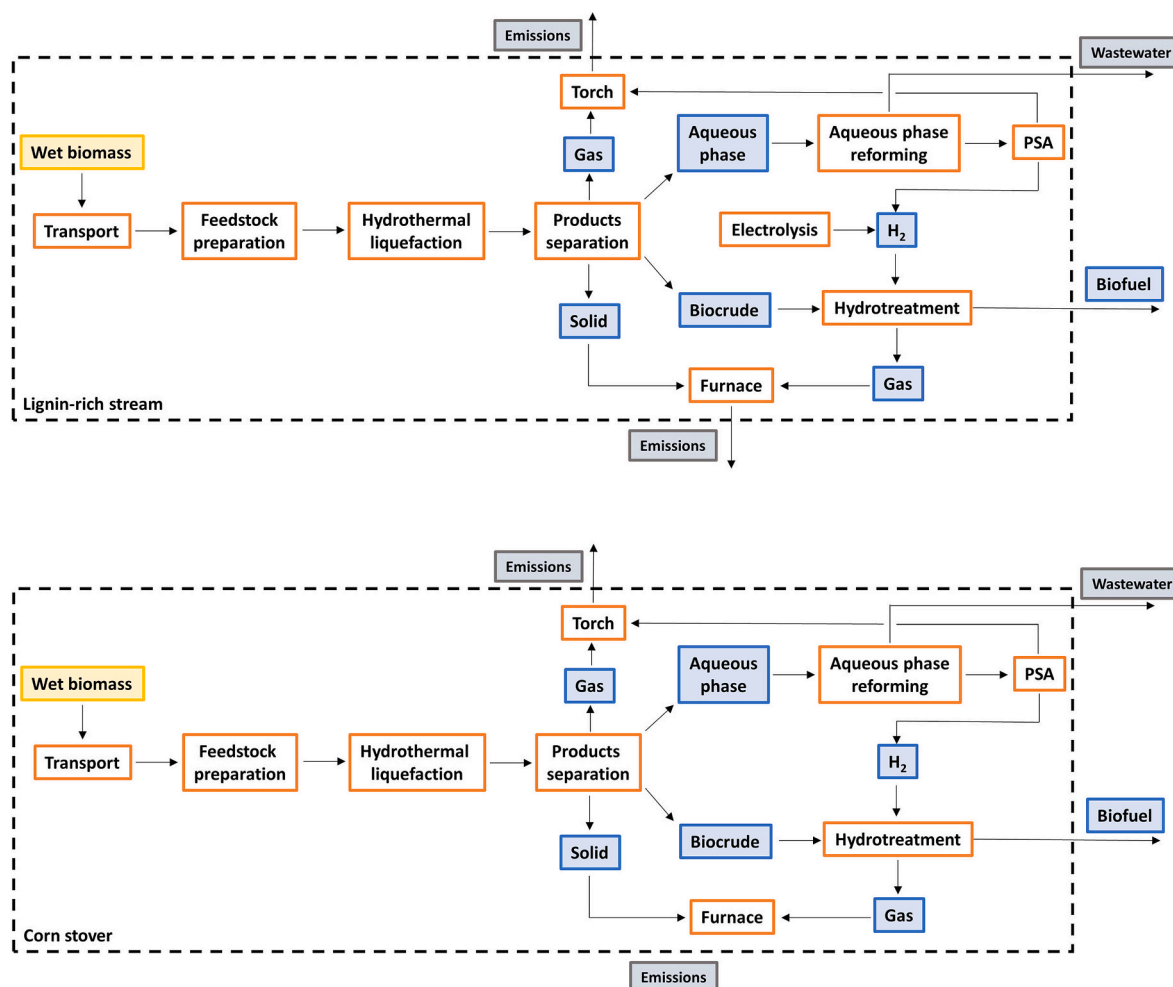 Emissions
Wastewater
Torch
Wet biomass
Gas
Aqueous
phase
Aqueous phase
reforming
PSA
Transport
Feedstock
preparation
Hydrothermal
liquefaction
Products
separation
Electrolysis
H₂
Solid
Biocrude
Hydrotreatment
Biofuel
Furnace
Gas
Lignin-rich stream
Emissions
Emissions
Wastewater
Torch
Wet biomass
Gas
Aqueous
phase
Aqueous phase
reforming
PSA
Transport
Feedstock
preparation
Hydrothermal
liquefaction
Products
separation
H₂
Solid
Biocrude
Hydrotreatment
Biofuel
Furnace
Gas
Corn stover
Emissions